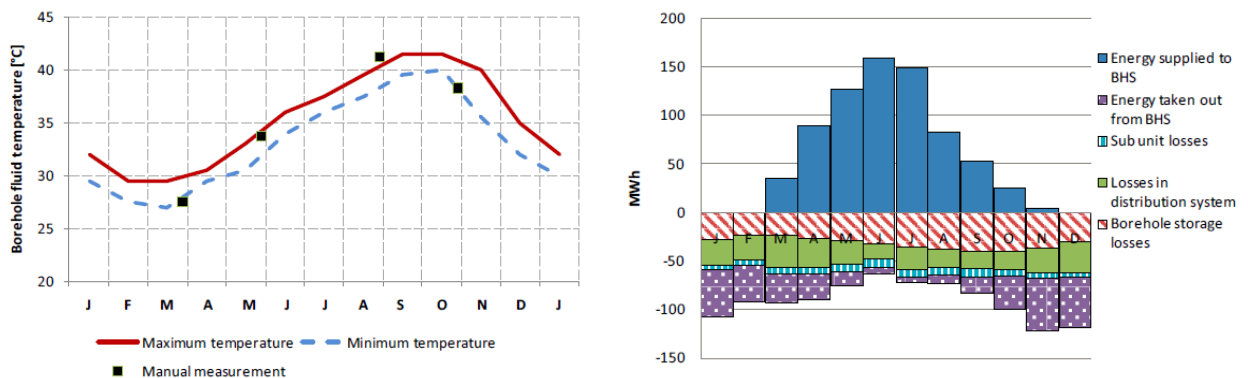 45
40
35
30
25
20
Borehole fluid temperature [°C]
J F M A M J J A S O N D J
Maximum temperature
Minimum temperature
Manual measurement
200
150
100
50
0
-50
-100
-150
MWh
J F M A M J J A S O N D
Energy supplied to
BHS
Energy taken out
from BHS
Sub unit losses
Losses in
distribution system
Borehole storage
losses